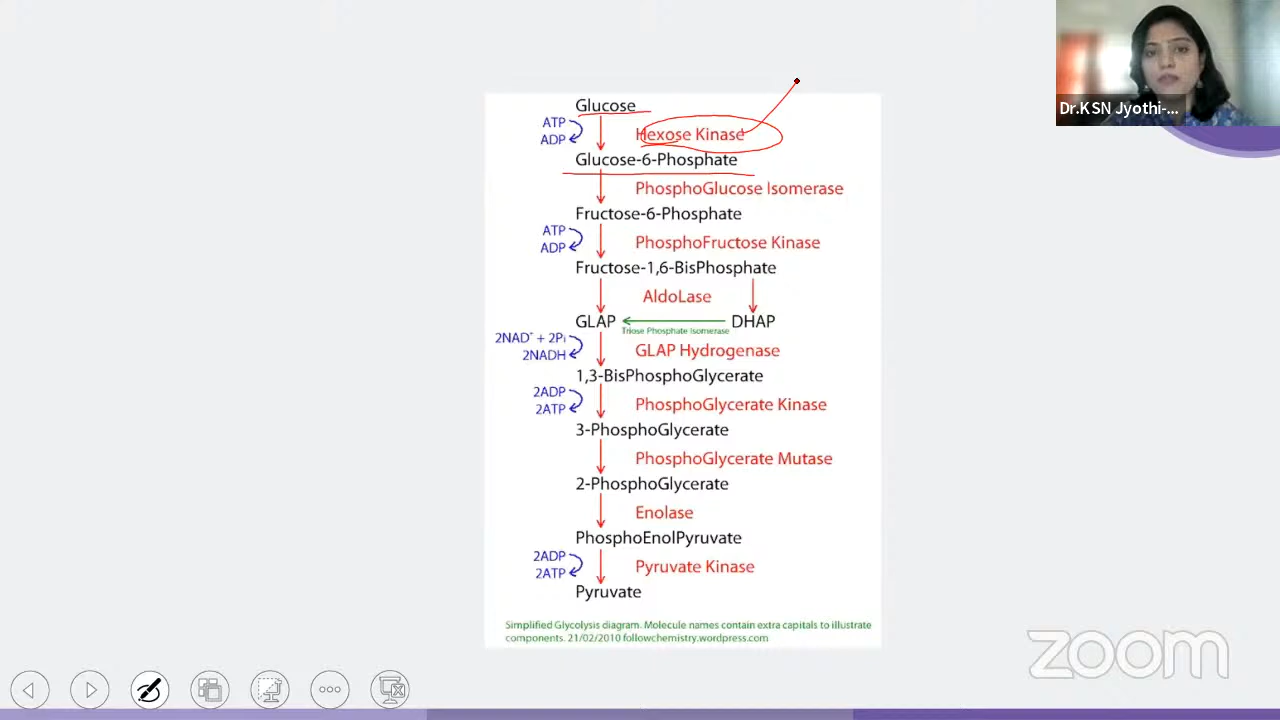 Glucose
ATP
ADP
Hexose Kinase
Glucose-6-Phosphate
PhosphoGlucose Isomerase
Fructose-6-Phosphate
ATP
ADP
PhosphoFructose Kinase
Fructose-1,6-BisPhosphate
AldoLase
GLAP
DHAP
Triose Phosphate Isomerase
2NAD⁺ + 2Pi
2NADH
GLAP Hydrogenase
1,3-BisPhosphoGlycerate
2ADP
2ATP
PhosphoGlycerate Kinase
3-PhosphoGlycerate
PhosphoGlycerate Mutase
2-PhosphoGlycerate
Enolase
PhosphoEnolPyruvate
2ADP
2ATP
Pyruvate Kinase
Pyruvate
Simplified Glycolysis diagram. Molecule names contain extra capitals to illustrate
components. 21/02/2010 followchemistry.wordpress.com
Dr.KSN Jyothi-...
zoom